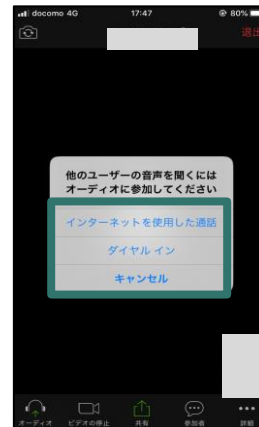 docomo 4G 17:47 80%
退出
他のユーザーの音声を聞くには
オーディオに参加してください
インターネットを使用した通話
ダイヤル イン
キャンセル
オーディオ ビデオの停止 共有 参加者 詳細